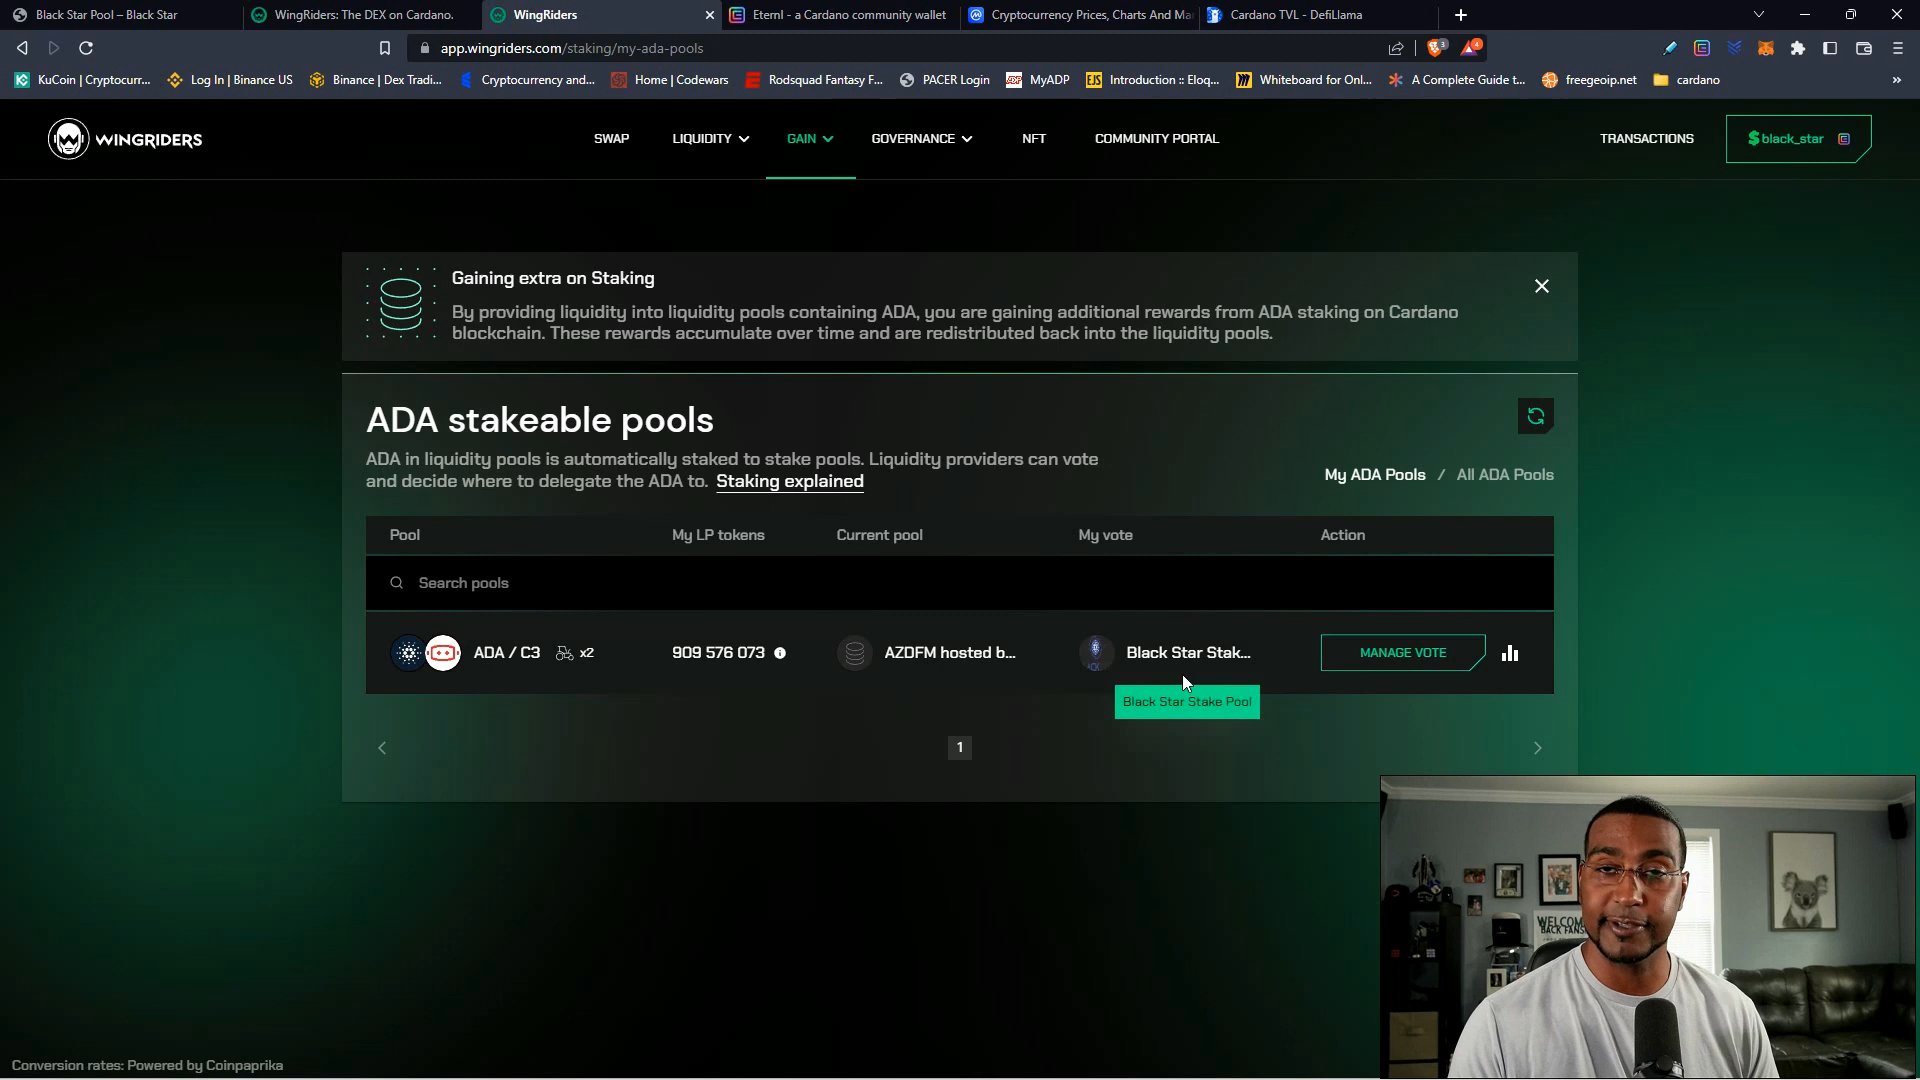 Black Star Pool – Black Star
WingRiders: The DEX on Cardano.
WingRiders
Eternl - a Cardano community wallet
Cryptocurrency Prices, Charts And Mar
Cardano TVL - DefiLlama
app.wingriders.com/staking/my-ada-pools
3
4
KuCoin | Cryptocurr...
Log In | Binance US
Binance | Dex Tradi...
Cryptocurrency and...
Home | Codewars
Rodsquad Fantasy F...
PACER Login
MyADP
Introduction :: Eloq...
Whiteboard for Onl...
A Complete Guide t...
freegeoip.net
cardano
WINGRIDERS
SWAP
LIQUIDITY
GAIN
GOVERNANCE
NFT
COMMUNITY PORTAL
TRANSACTIONS
$black_star
Gaining extra on Staking
By providing liquidity into liquidity pools containing ADA, you are gaining additional rewards from ADA staking on Cardano
blockchain. These rewards accumulate over time and are redistributed back into the liquidity pools.
ADA stakeable pools
ADA in liquidity pools is automatically staked to stake pools. Liquidity providers can vote
and decide where to delegate the ADA to. Staking explained
My ADA Pools / All ADA Pools
Pool
My LP tokens
Current pool
My vote
Action
Search pools
ADA / C3
x2
909 576 073
AZDFM hosted b...
Black Star Stak...
MANAGE VOTE
Black Star Stake Pool
1
WELCOM
BACK FANS
Conversion rates: Powered by Coinpaprika